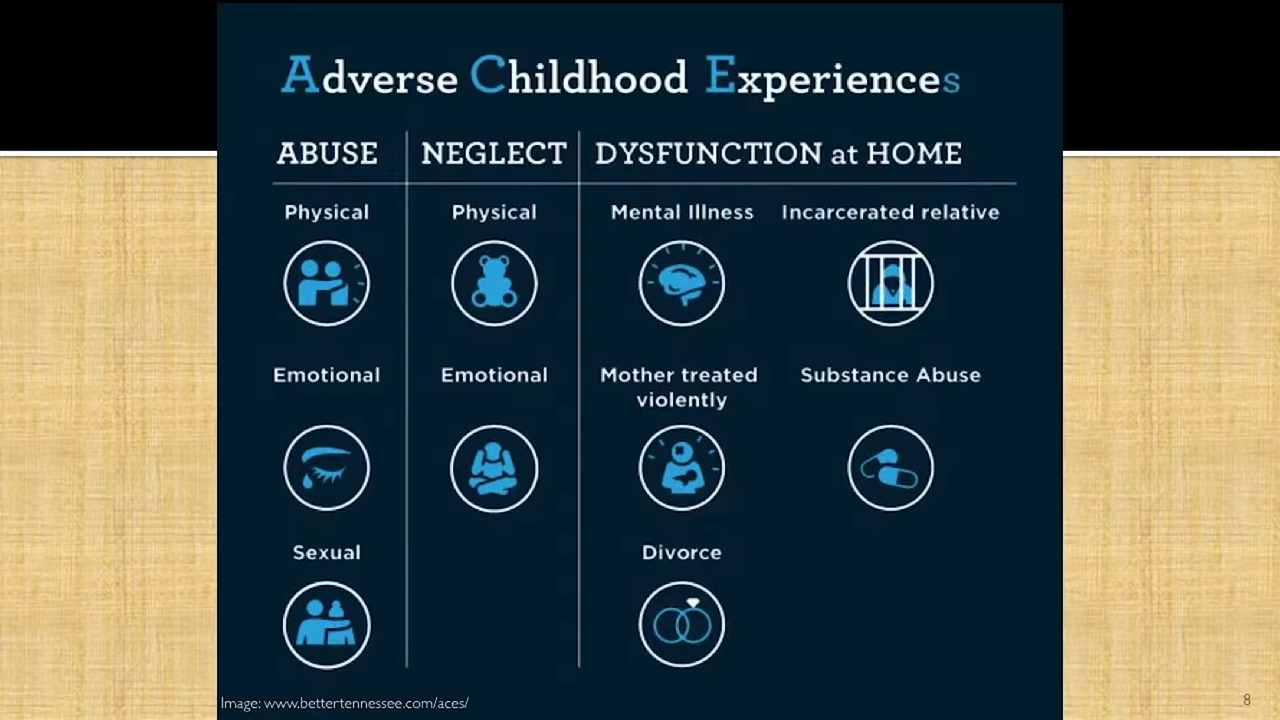 Adverse Childhood Experiences
ABUSE
Physical
Emotional
Sexual
NEGLECT
Physical
Emotional
DYSFUNCTION at HOME
Mental Illness
Incarcerated relative
Mother treated
violently
Substance Abuse
Divorce
Image: www.bettertennessee.com/aces/
8